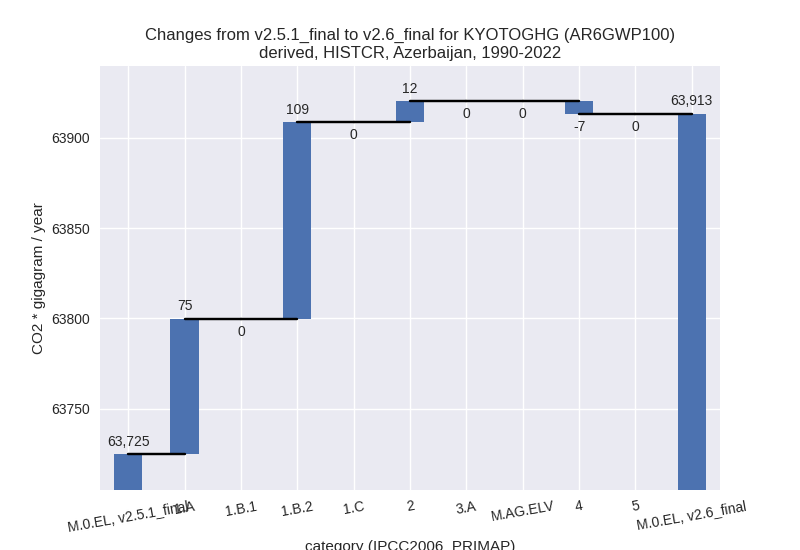 Changes from v2.5.1_final to v2.6_final for KYOTOGHG (AR6GWP100)
derived, HISTCR, Azerbaijan, 1990-2022
CO2 * gigagram / year
63900
63850
63800
63750
63,725
75
0
109
0
12
0
0
-7
0
63,913
M.0.EL, v2.5.1_final
1.A
1.B.1
1.B.2
1.C
2
3.A
M.AG.ELV
4
5
M.0.EL, v2.6_final
category (IPCC2006_PRIMAP)